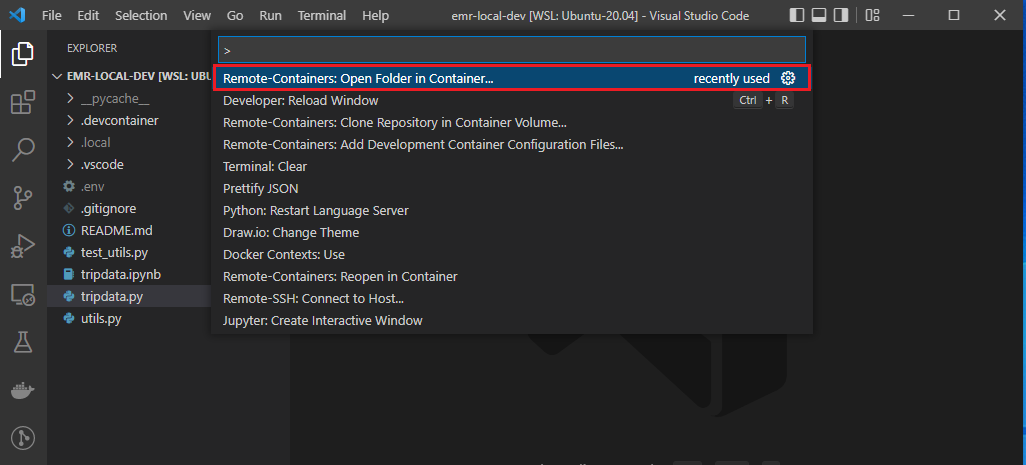 File Edit Selection View Go Run Terminal Help emr-local-dev [WSL: Ubuntu-20.04] - Visual Studio Code
EXPLORER
EMR-LOCAL-DEV [WSL: UBU
__pycache__
.devcontainer
.local
.vscode
.env
.gitignore
README.md
test_utils.py
tripdata.ipynb
tripdata.py
utils.py
>
Remote-Containers: Open Folder in Container... recently used
Developer: Reload Window Ctrl + R
Remote-Containers: Clone Repository in Container Volume...
Remote-Containers: Add Development Container Configuration Files...
Terminal: Clear
Prettify JSON
Python: Restart Language Server
Draw.io: Change Theme
Docker Contexts: Use
Remote-Containers: Reopen in Container
Remote-SSH: Connect to Host...
Jupyter: Create Interactive Window